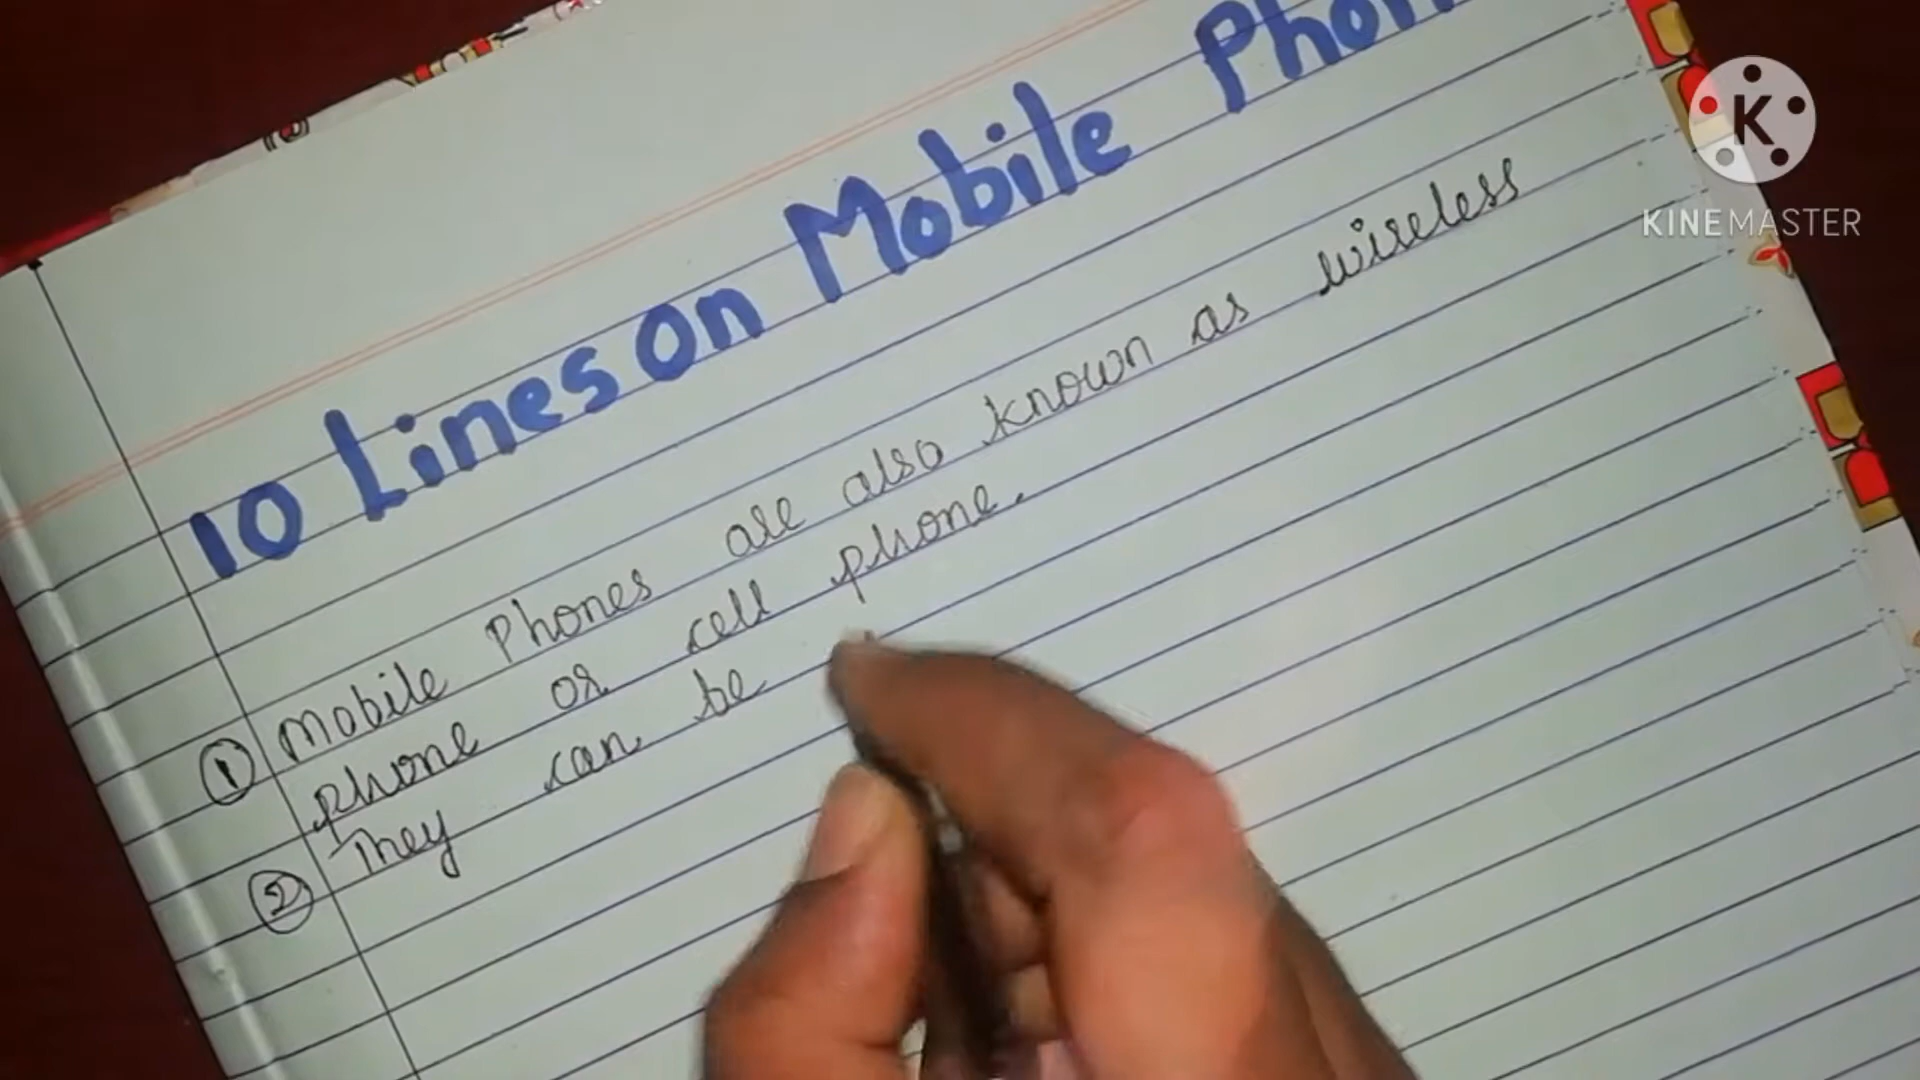 10 Lines on Mobile Phon
① Mobile Phones are also known as wireless
phone or cell phone.
② They can be
K
KINEMASTER